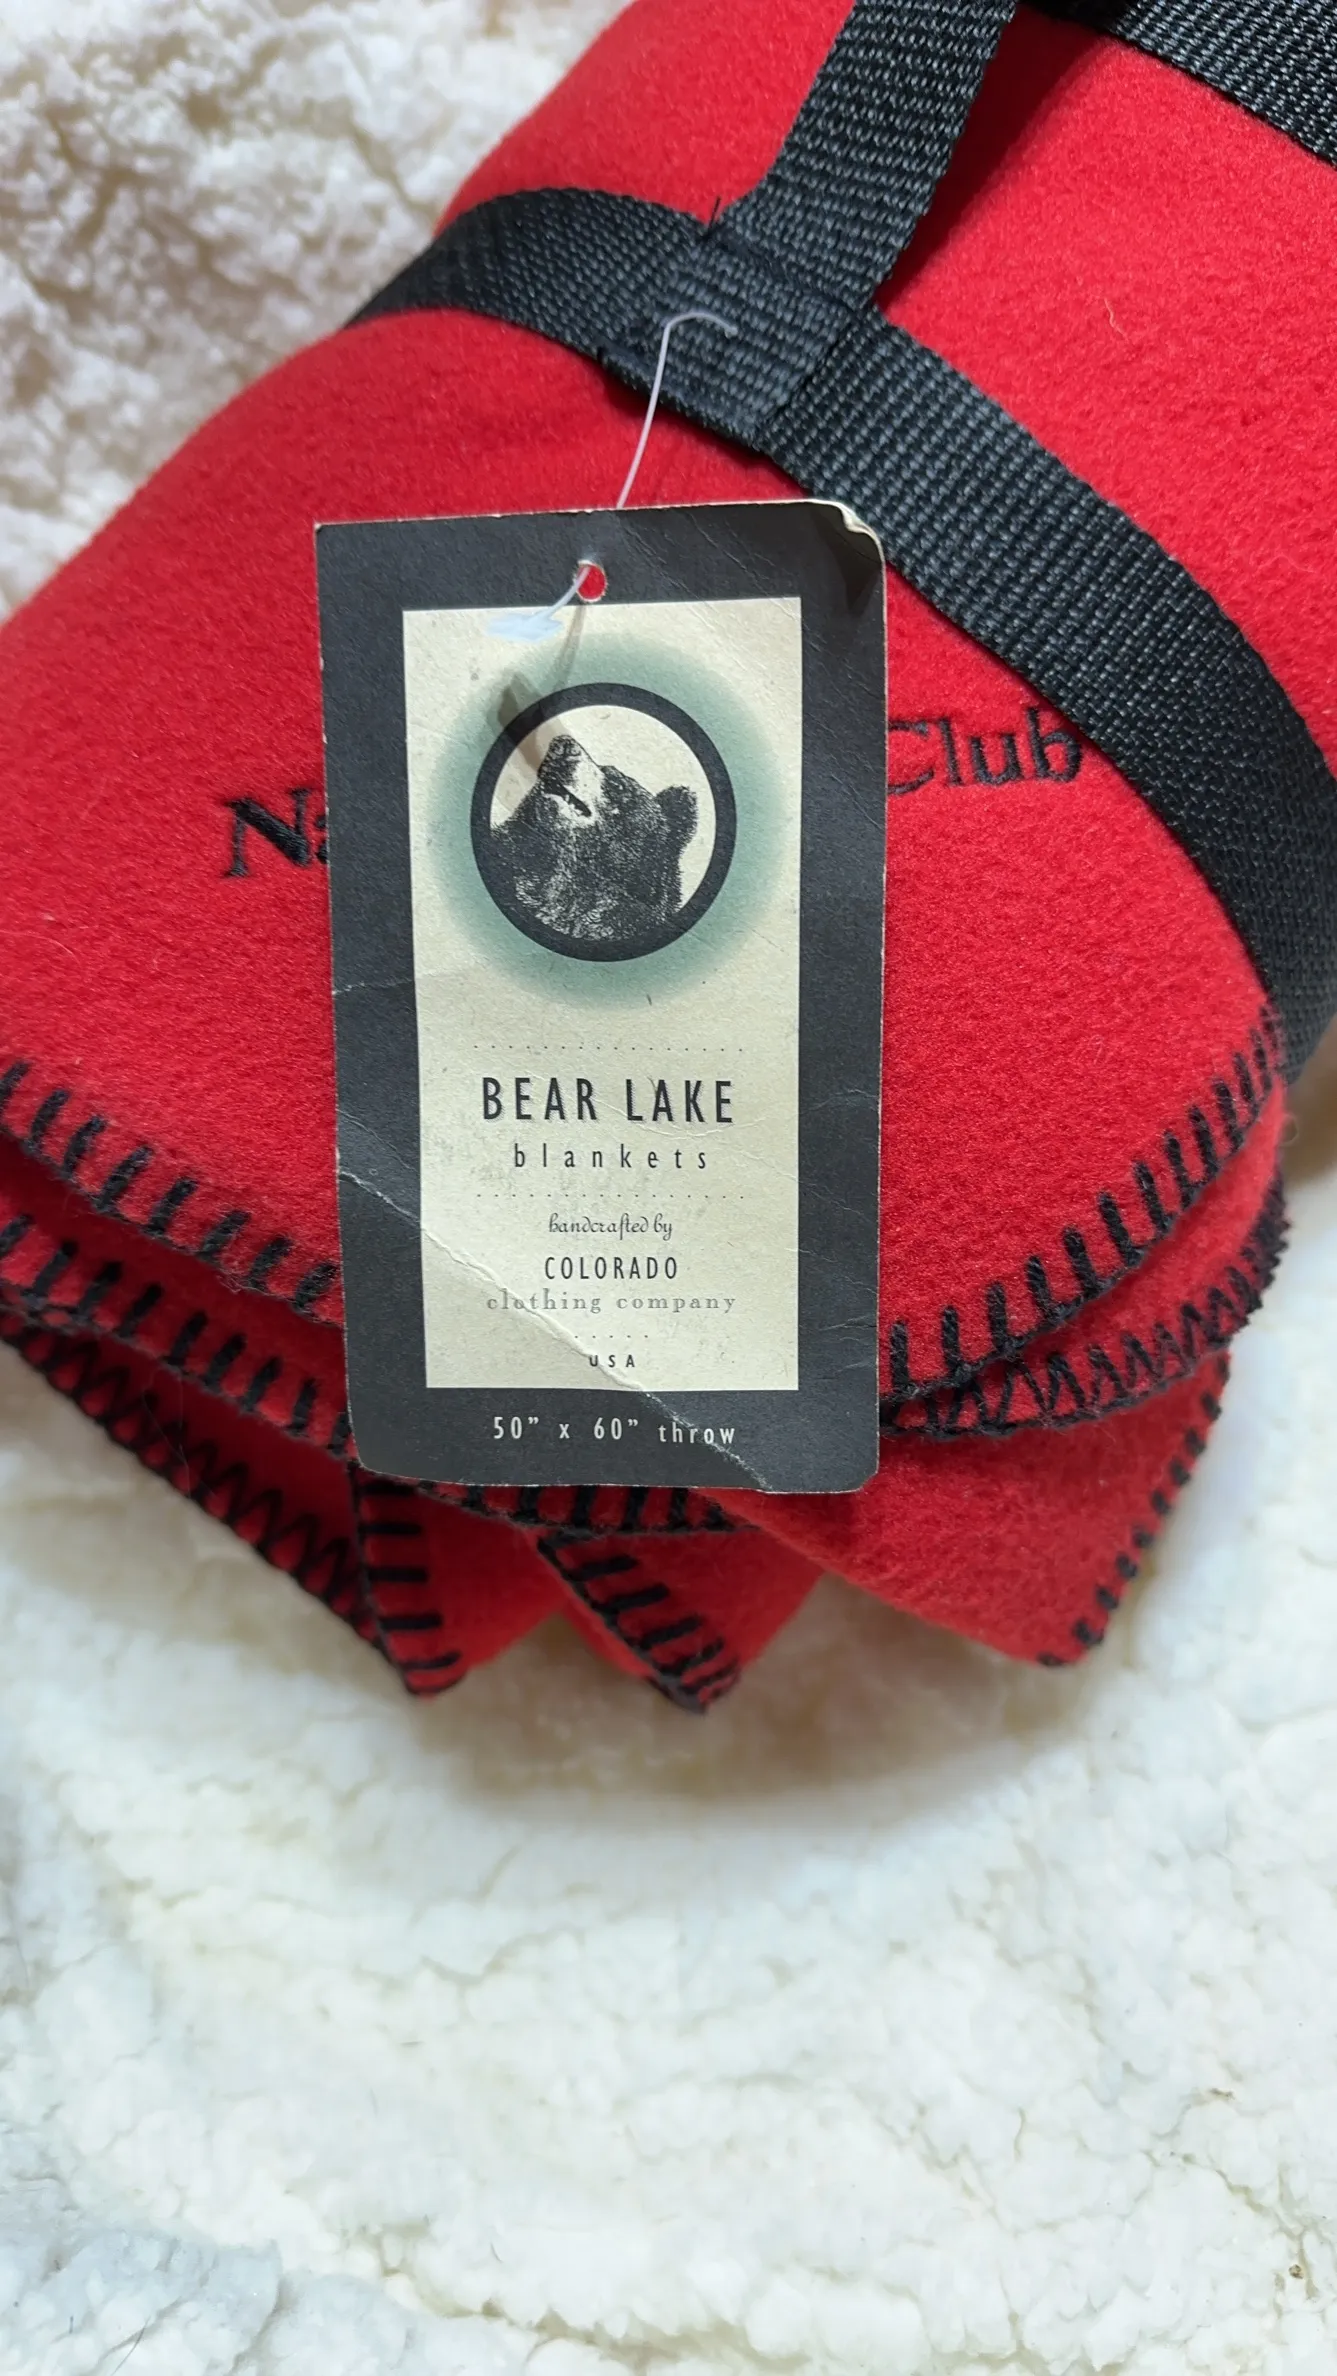 Club
BEAR LAKE
blankets
handcrafted by
COLORADO
clothing company
USA
50” x 60” throw